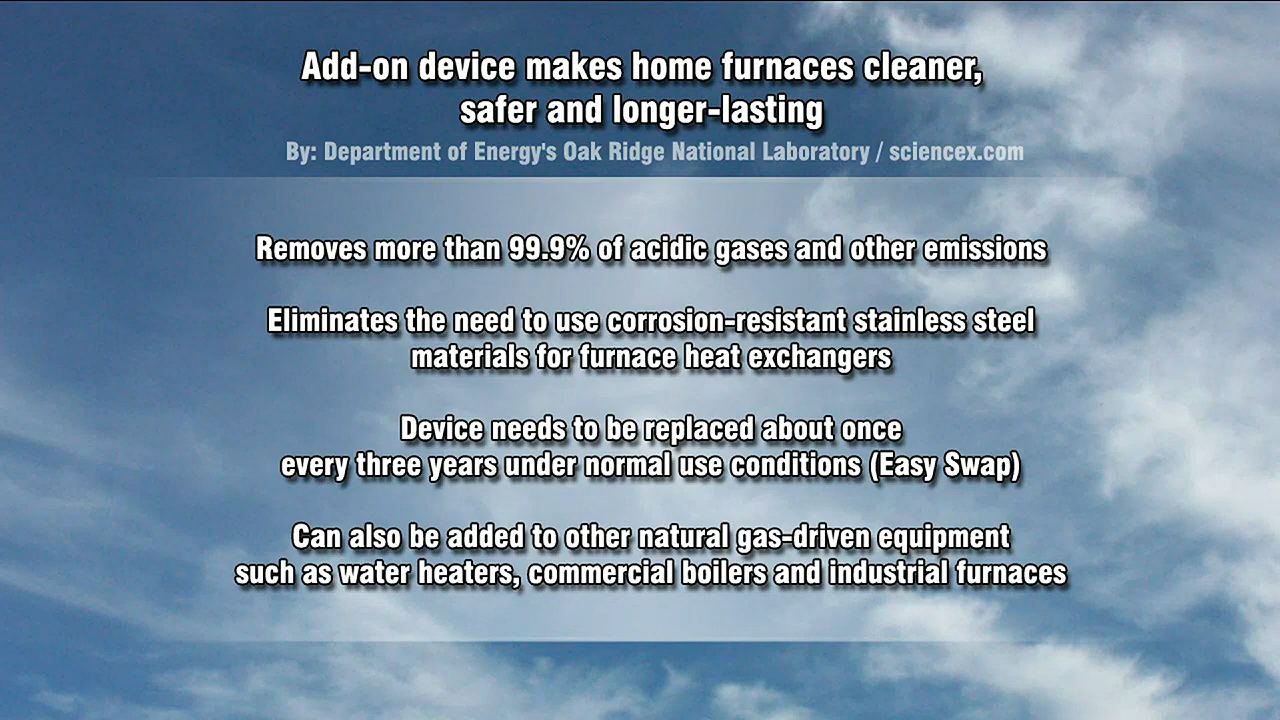 Add-on device makes home furnaces cleaner,
safer and longer-lasting
By: Department of Energy's Oak Ridge National Laboratory / sciencex.com
Removes more than 99.9% of acidic gases and other emissions
Eliminates the need to use corrosion-resistant stainless steel
materials for furnace heat exchangers
Device needs to be replaced about once
every three years under normal use conditions (Easy Swap)
Can also be added to other natural gas-driven equipment
such as water heaters, commercial boilers and industrial furnaces